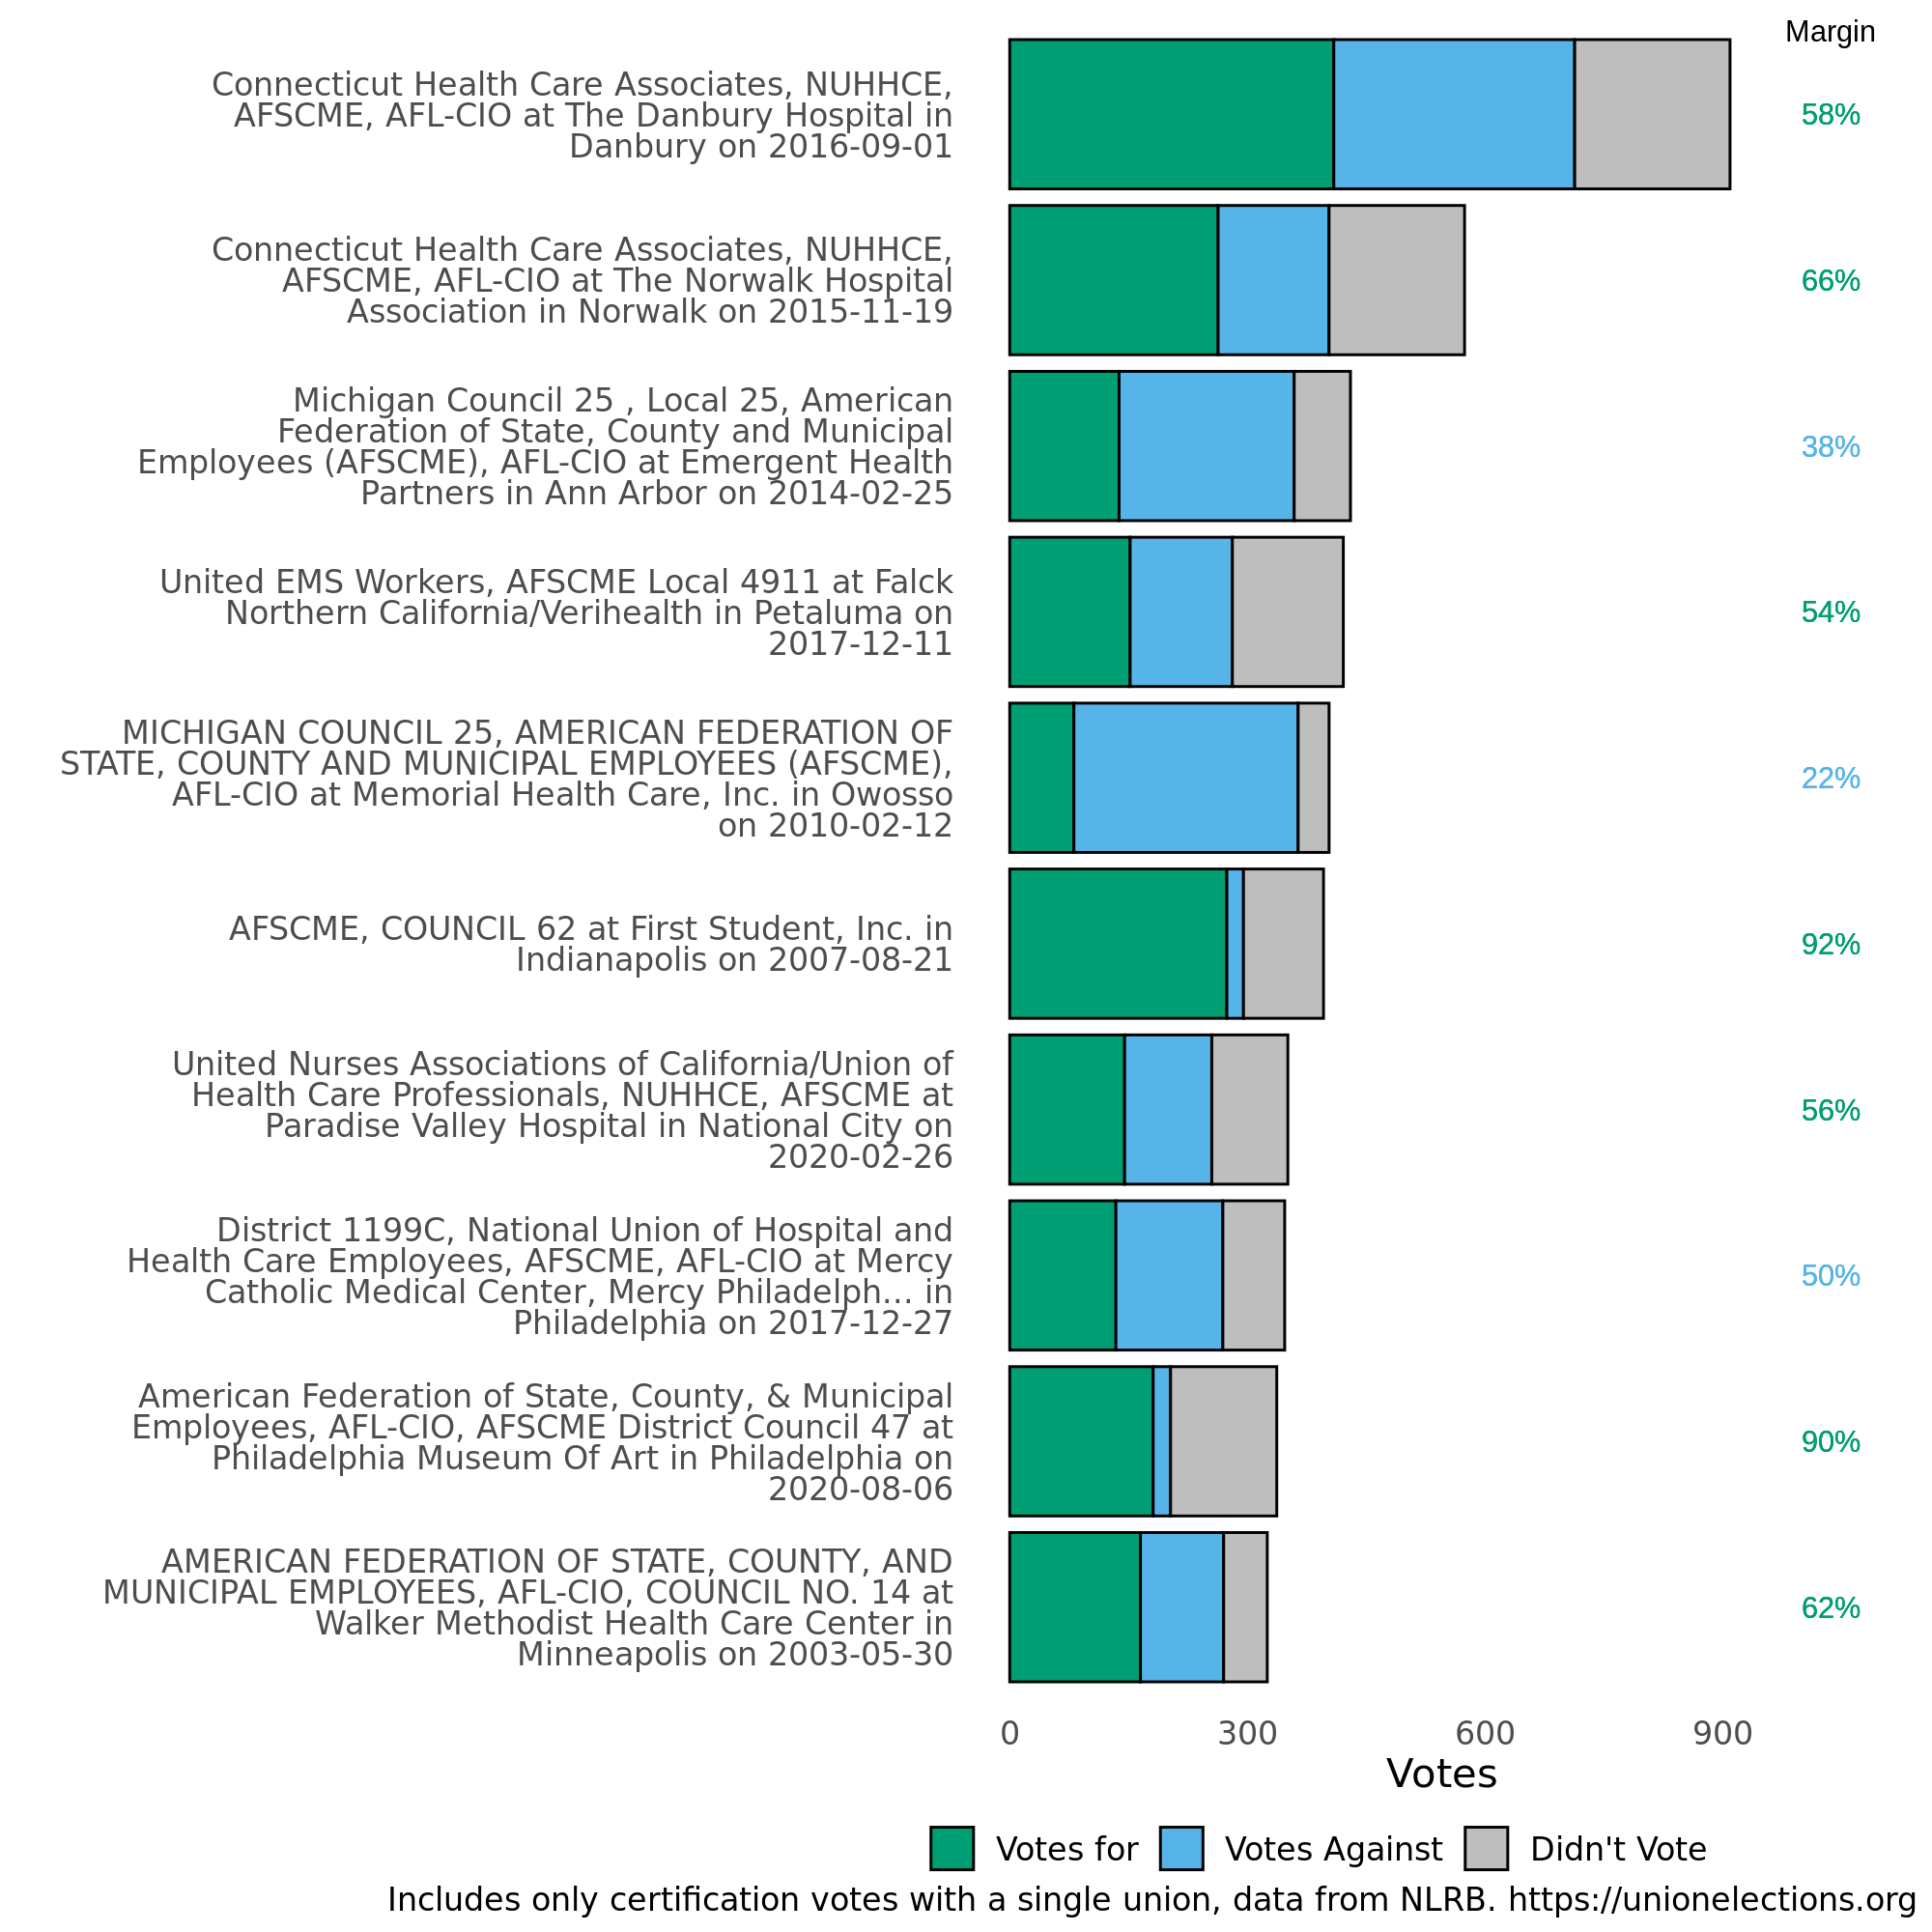 Margin
Connecticut Health Care Associates, NUHHCE,
AFSCME, AFL-CIO at The Danbury Hospital in
Danbury on 2016-09-01
58%
Connecticut Health Care Associates, NUHHCE,
AFSCME, AFL-CIO at The Norwalk Hospital
Association in Norwalk on 2015-11-19
66%
Michigan Council 25 , Local 25, American
Federation of State, County and Municipal
Employees (AFSCME), AFL-CIO at Emergent Health
Partners in Ann Arbor on 2014-02-25
38%
United EMS Workers, AFSCME Local 4911 at Falck
Northern California/Verihealth in Petaluma on
2017-12-11
54%
MICHIGAN COUNCIL 25, AMERICAN FEDERATION OF
STATE, COUNTY AND MUNICIPAL EMPLOYEES (AFSCME),
AFL-CIO at Memorial Health Care, Inc. in Owosso
on 2010-02-12
22%
AFSCME, COUNCIL 62 at First Student, Inc. in
Indianapolis on 2007-08-21
92%
United Nurses Associations of California/Union of
Health Care Professionals, NUHHCE, AFSCME at
Paradise Valley Hospital in National City on
2020-02-26
56%
District 1199C, National Union of Hospital and
Health Care Employees, AFSCME, AFL-CIO at Mercy
Catholic Medical Center, Mercy Philadelph... in
Philadelphia on 2017-12-27
50%
American Federation of State, County, & Municipal
Employees, AFL-CIO, AFSCME District Council 47 at
Philadelphia Museum Of Art in Philadelphia on
2020-08-06
90%
AMERICAN FEDERATION OF STATE, COUNTY, AND
MUNICIPAL EMPLOYEES, AFL-CIO, COUNCIL NO. 14 at
Walker Methodist Health Care Center in
Minneapolis on 2003-05-30
62%
0 300 600 900
Votes
Votes for Votes Against Didn't Vote
Includes only certification votes with a single union, data from NLRB. https://unionelections.org